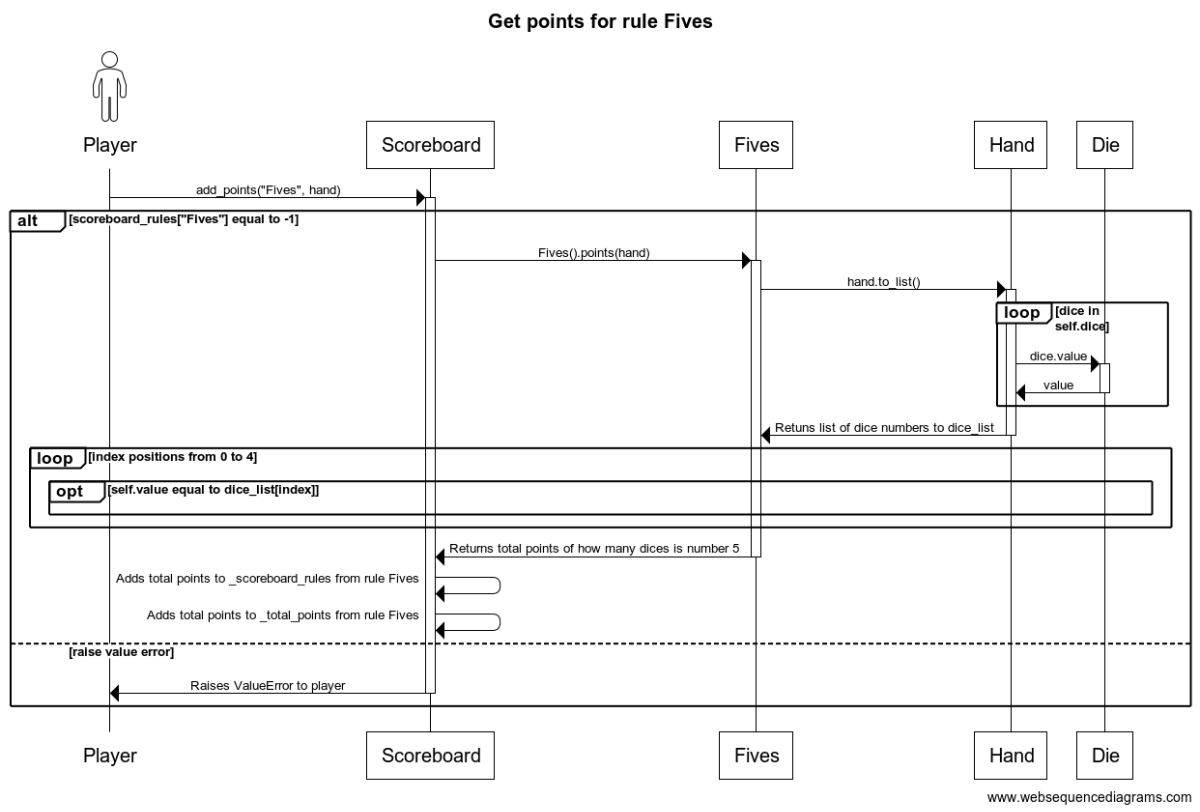 Get points for rule Fives
Player
Scoreboard
Fives
Hand
Die
add_points("Fives", hand)
alt
[scoreboard_rules["Fives"] equal to -1]
Fives().points(hand)
hand.to_list()
loop
[dice in
self.dice]
dice.value
value
Retuns list of dice numbers to dice_list
loop
[index positions from 0 to 4]
opt
[self.value equal to dice_list[index]]
Returns total points of how many dices is number 5
Adds total points to _scoreboard_rules from rule Fives
Adds total points to _total_points from rule Fives
[raise value error]
Raises ValueError to player
Player
Scoreboard
Fives
Hand
Die
www.websequencediagrams.com